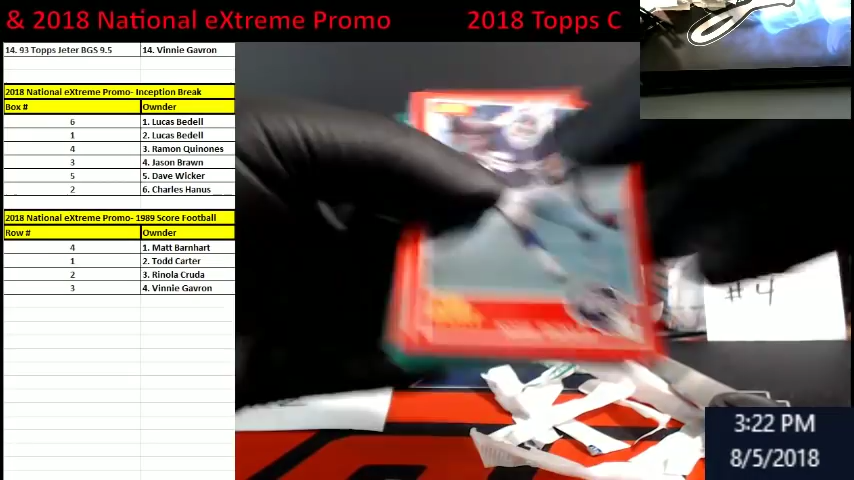 & 2018 National eXtreme Promo 2018 Topps C
14. 93 Topps Jeter BGS 9.5 14. Vinnie Gavron
2018 National eXtreme Promo- Inception Break
Box # Ownder
6 1. Lucas Bedell
1 2. Lucas Bedell
4 3. Ramon Quinones
3 4. Jason Brawn
5 5. Dave Wicker
2 6. Charles Hanus
2018 National eXtreme Promo- 1989 Score Football
Row # Ownder
4 1. Matt Barnhart
1 2. Todd Carter
2 3. Rinola Cruda
3 4. Vinnie Gavron
#4
3:22 PM
8/5/2018